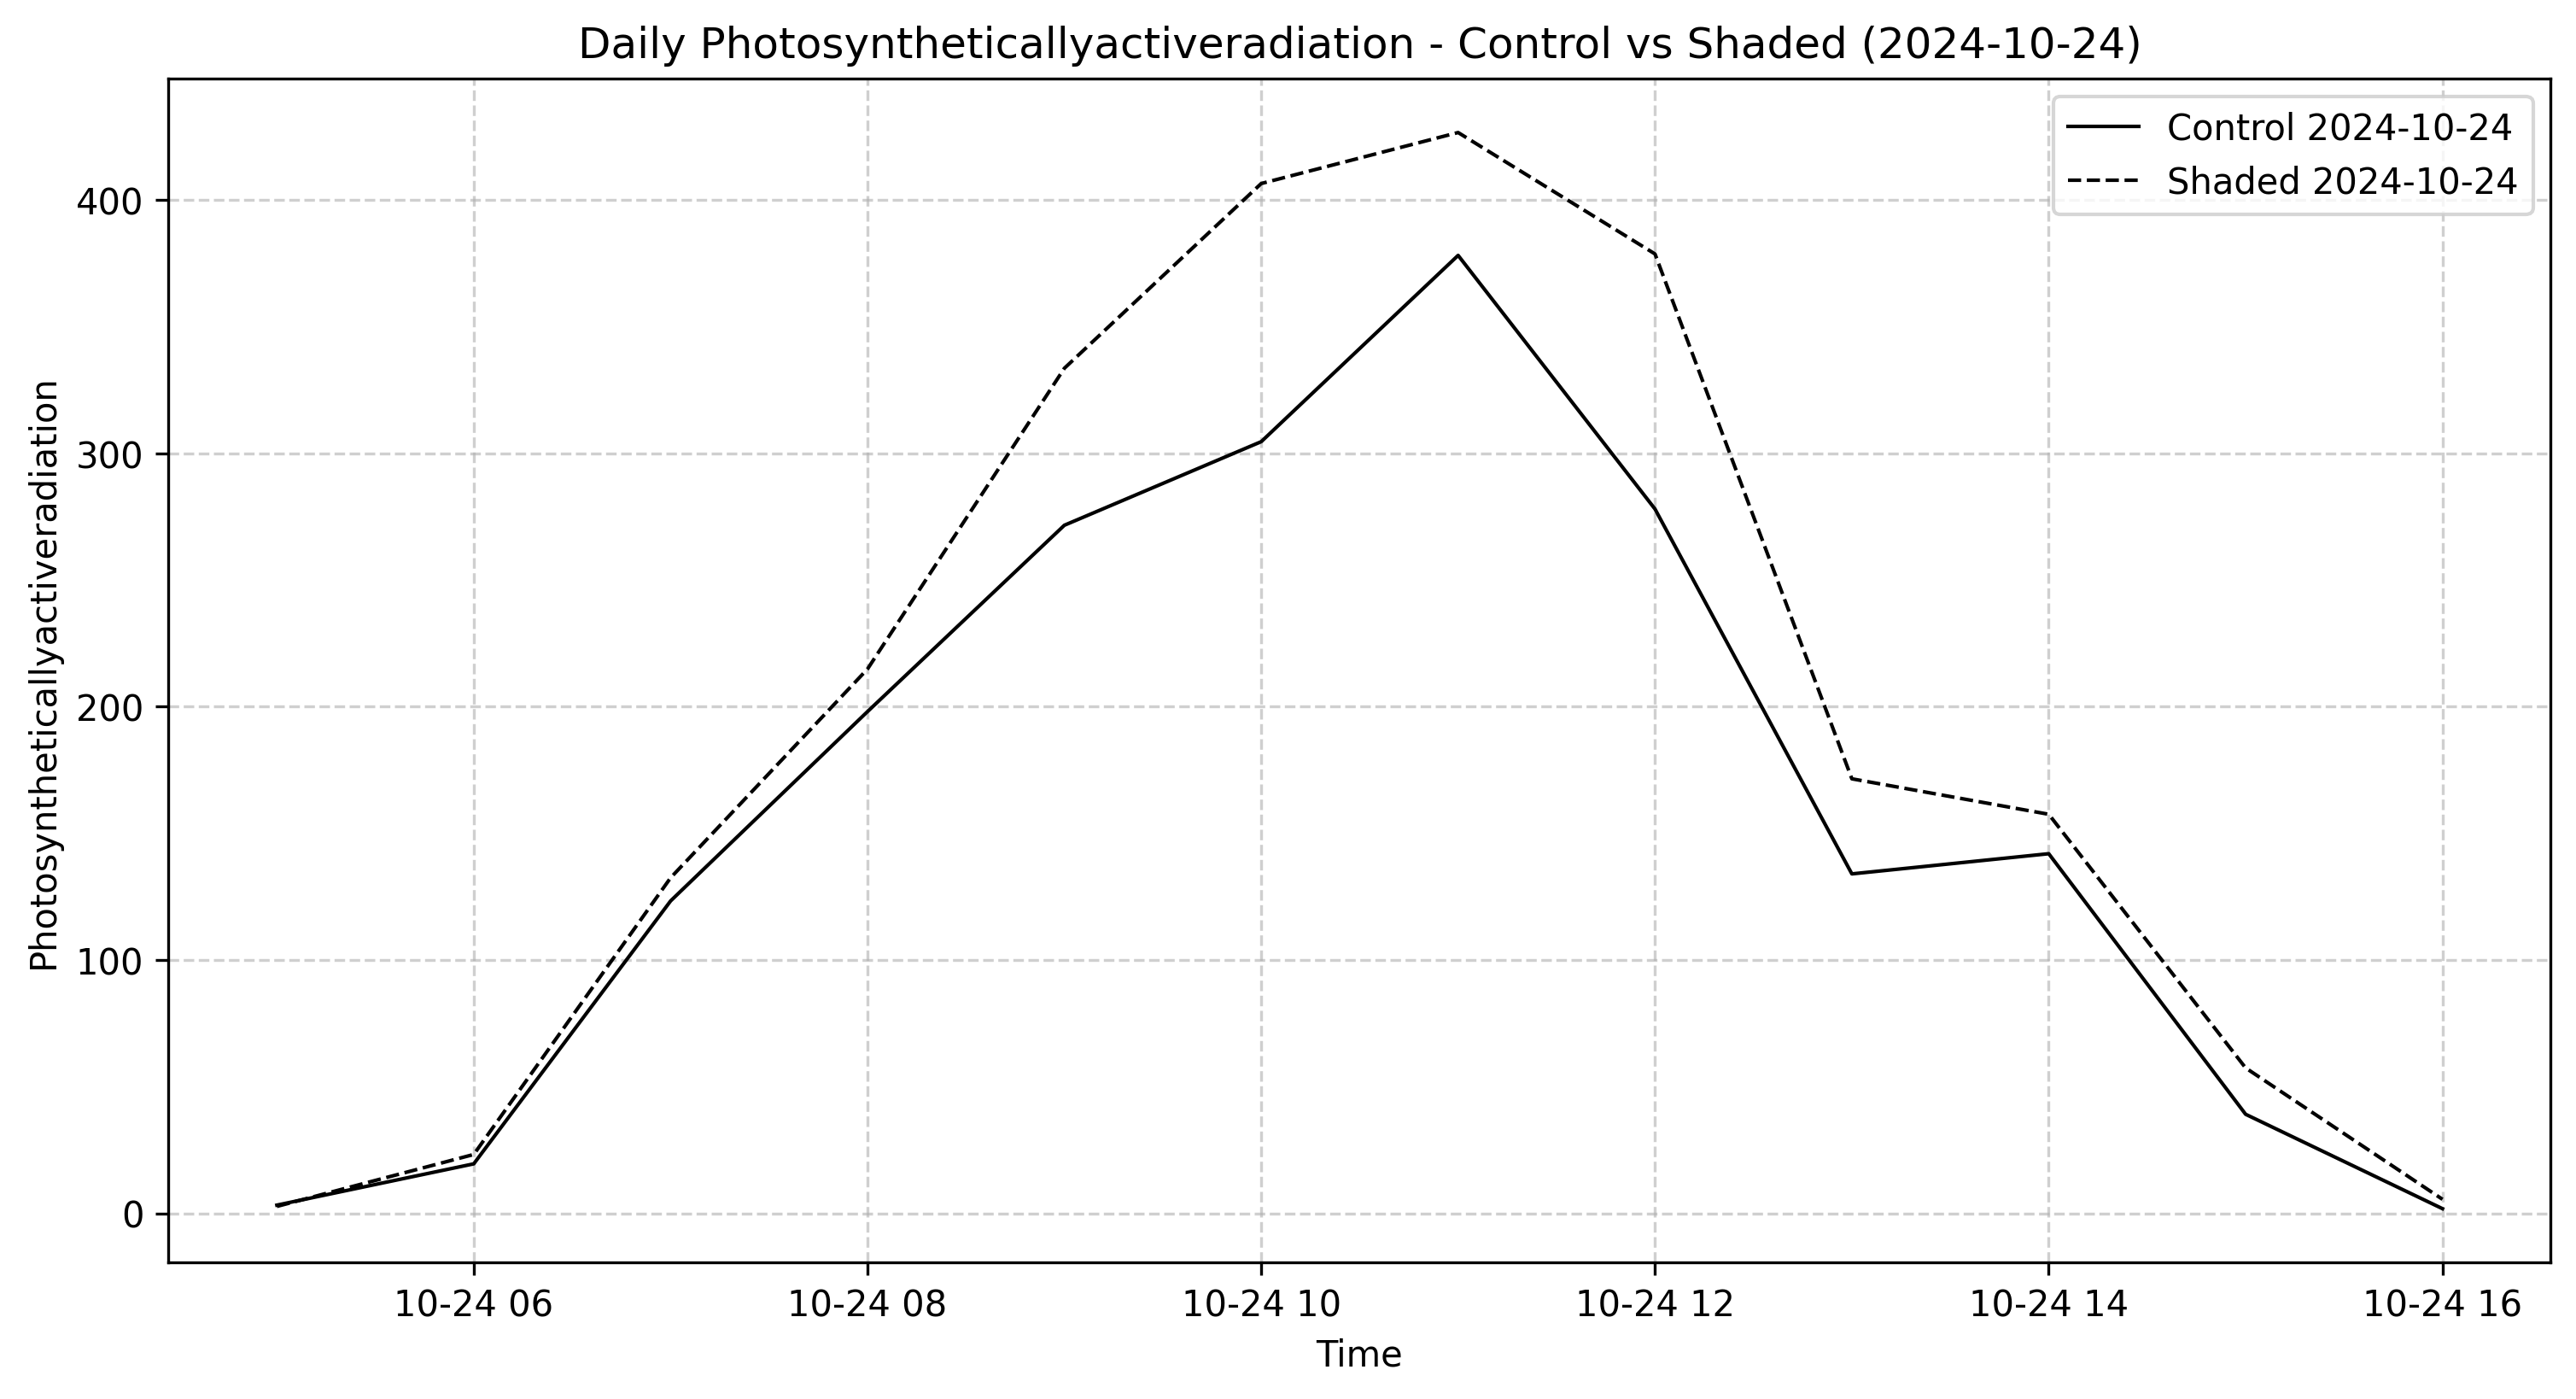 Daily Photosyntheticallyactiveradiation - Control vs Shaded (2024-10-24)
Control 2024-10-24
Shaded 2024-10-24
Photosyntheticallyactiveradiation
400
300
200
100
0
10-24 06
10-24 08
10-24 10
10-24 12
10-24 14
10-24 16
Time